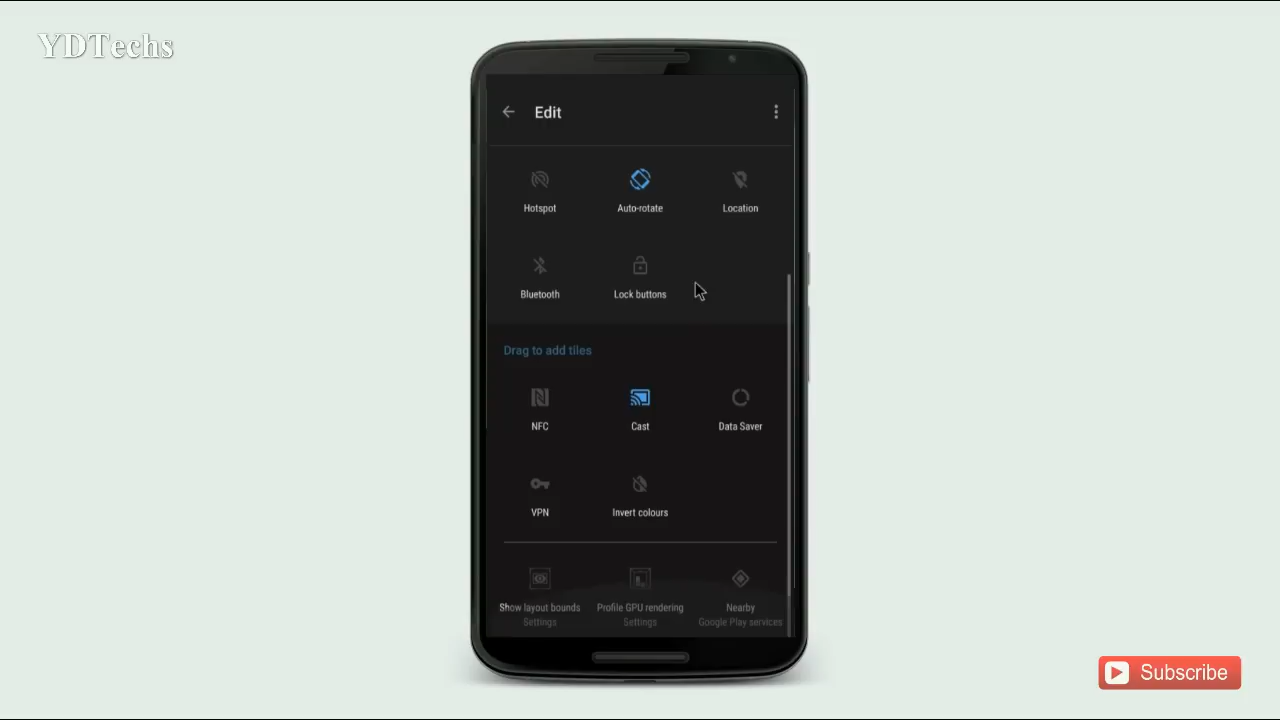 YDTechs
Edit
Hotspot Auto-rotate Location
Bluetooth Lock buttons
Drag to add tiles
NFC Cast Data Saver
VPN Invert colours
Show layout bounds Profile GPU rendering Nearby
Settings Settings Google Play services
Subscribe